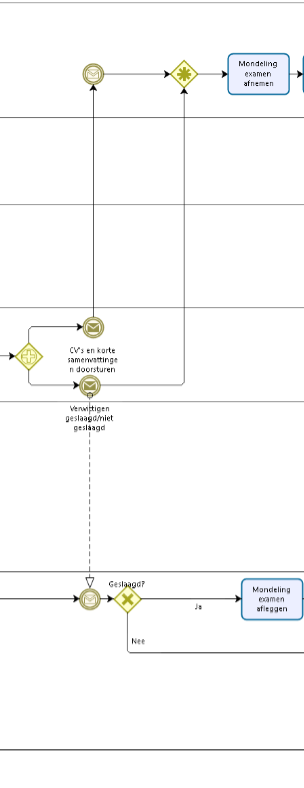 Mondeling
examen
afnemen
CV's en korte
samenvattinge
n doorsturen
Verwittigen
geslaagd/niet
geslaagd
Geslaagd?
Ja
Mondeling
examen
afleggen
Nee